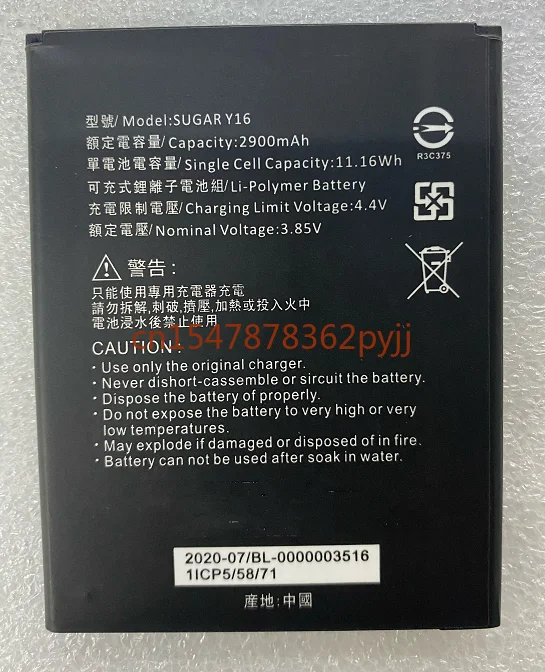 型號/ Model:SUGAR Y16
額定電容量/ Capacity:2900mAh
單電池電容量/ Single Cell Capacity:11.16Wh
可充式鋰離子電池組/ Li-Polymer Battery
充電限制電壓/ Charging Limit Voltage:4.4V
額定電壓/ Nominal Voltage:3.85V
R3C375
警告:
只能使用專用充電器充電
請勿拆解,刺破,擠壓,加熱或投入火中
電池浸水後禁止使用
cn1547878362pyjj
CAUTION:
· Use only the original charger.
· Never dishort-cassemble or sircuit the battery.
· Dispose the battery of properly.
· Do not expose the battery to very high or very
low temperatures.
· May explode if damaged or disposed of in fire.
· Battery can not be used after soak in water.
2020-07/BL-0000003516
1ICP5/58/71
産地:中國